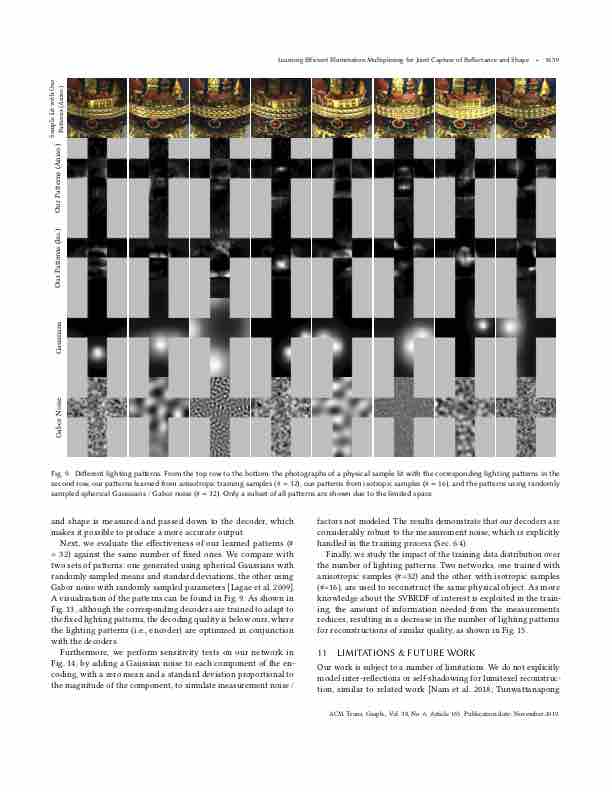 Learning Efficient Illumination Multiplexing for Joint Capture of Reflectance and Shape • 165:9
Sample Lit with Our
Patterns (Aniso.)
Our Patterns (Aniso.)
Our Patterns (Iso.)
Gaussians
Gabor Noise
Fig. 9. Different lighting patterns. From the top row to the bottom: the photographs of a physical sample lit with the corresponding lighting patterns in the
second row, our patterns learned from anisotropic training samples (# = 32), our patterns from isotropic samples (# = 16), and the patterns using randomly
sampled spherical Gaussians / Gabor noise (# = 32). Only a subset of all patterns are shown due to the limited space.
and shape is measured and passed down to the decoder, which
makes it possible to produce a more accurate output.
Next, we evaluate the effectiveness of our learned patterns (#
= 32) against the same number of fixed ones. We compare with
two sets of patterns: one generated using spherical Gaussians with
randomly sampled means and standard deviations, the other using
Gabor noise with randomly sampled parameters [Lagae et al. 2009].
A visualization of the patterns can be found in Fig. 9. As shown in
Fig. 13, although the corresponding decoders are trained to adapt to
the fixed lighting patterns, the decoding quality is below ours, where
the lighting patterns (i.e., encoder) are optimized in conjunction
with the decoders.
Furthermore, we perform sensitivity tests on our network in
Fig. 14, by adding a Gaussian noise to each component of the en-
coding, with a zero mean and a standard deviation proportional to
the magnitude of the component, to simulate measurement noise /
factors not modeled. The results demonstrate that our decoders are
considerably robust to the measurement noise, which is explicitly
handled in the training process (Sec. 6.4).
Finally, we study the impact of the training data distribution over
the number of lighting patterns. Two networks, one trained with
anisotropic samples (#=32) and the other with isotropic samples
(#=16), are used to reconstruct the same physical object. As more
knowledge about the SVBRDF of interest is exploited in the train-
ing, the amount of information needed from the measurements
reduces, resulting in a decrease in the number of lighting patterns
for reconstructions of similar quality, as shown in Fig. 15.
11 LIMITATIONS & FUTURE WORK
Our work is subject to a number of limitations. We do not explicitly
model inter-reflections or self-shadowing for lumitexel reconstruc-
tion, similar to related work [Nam et al. 2018; Tunwattanapong
ACM Trans. Graph., Vol. 38, No. 6, Article 165. Publication date: November 2019.